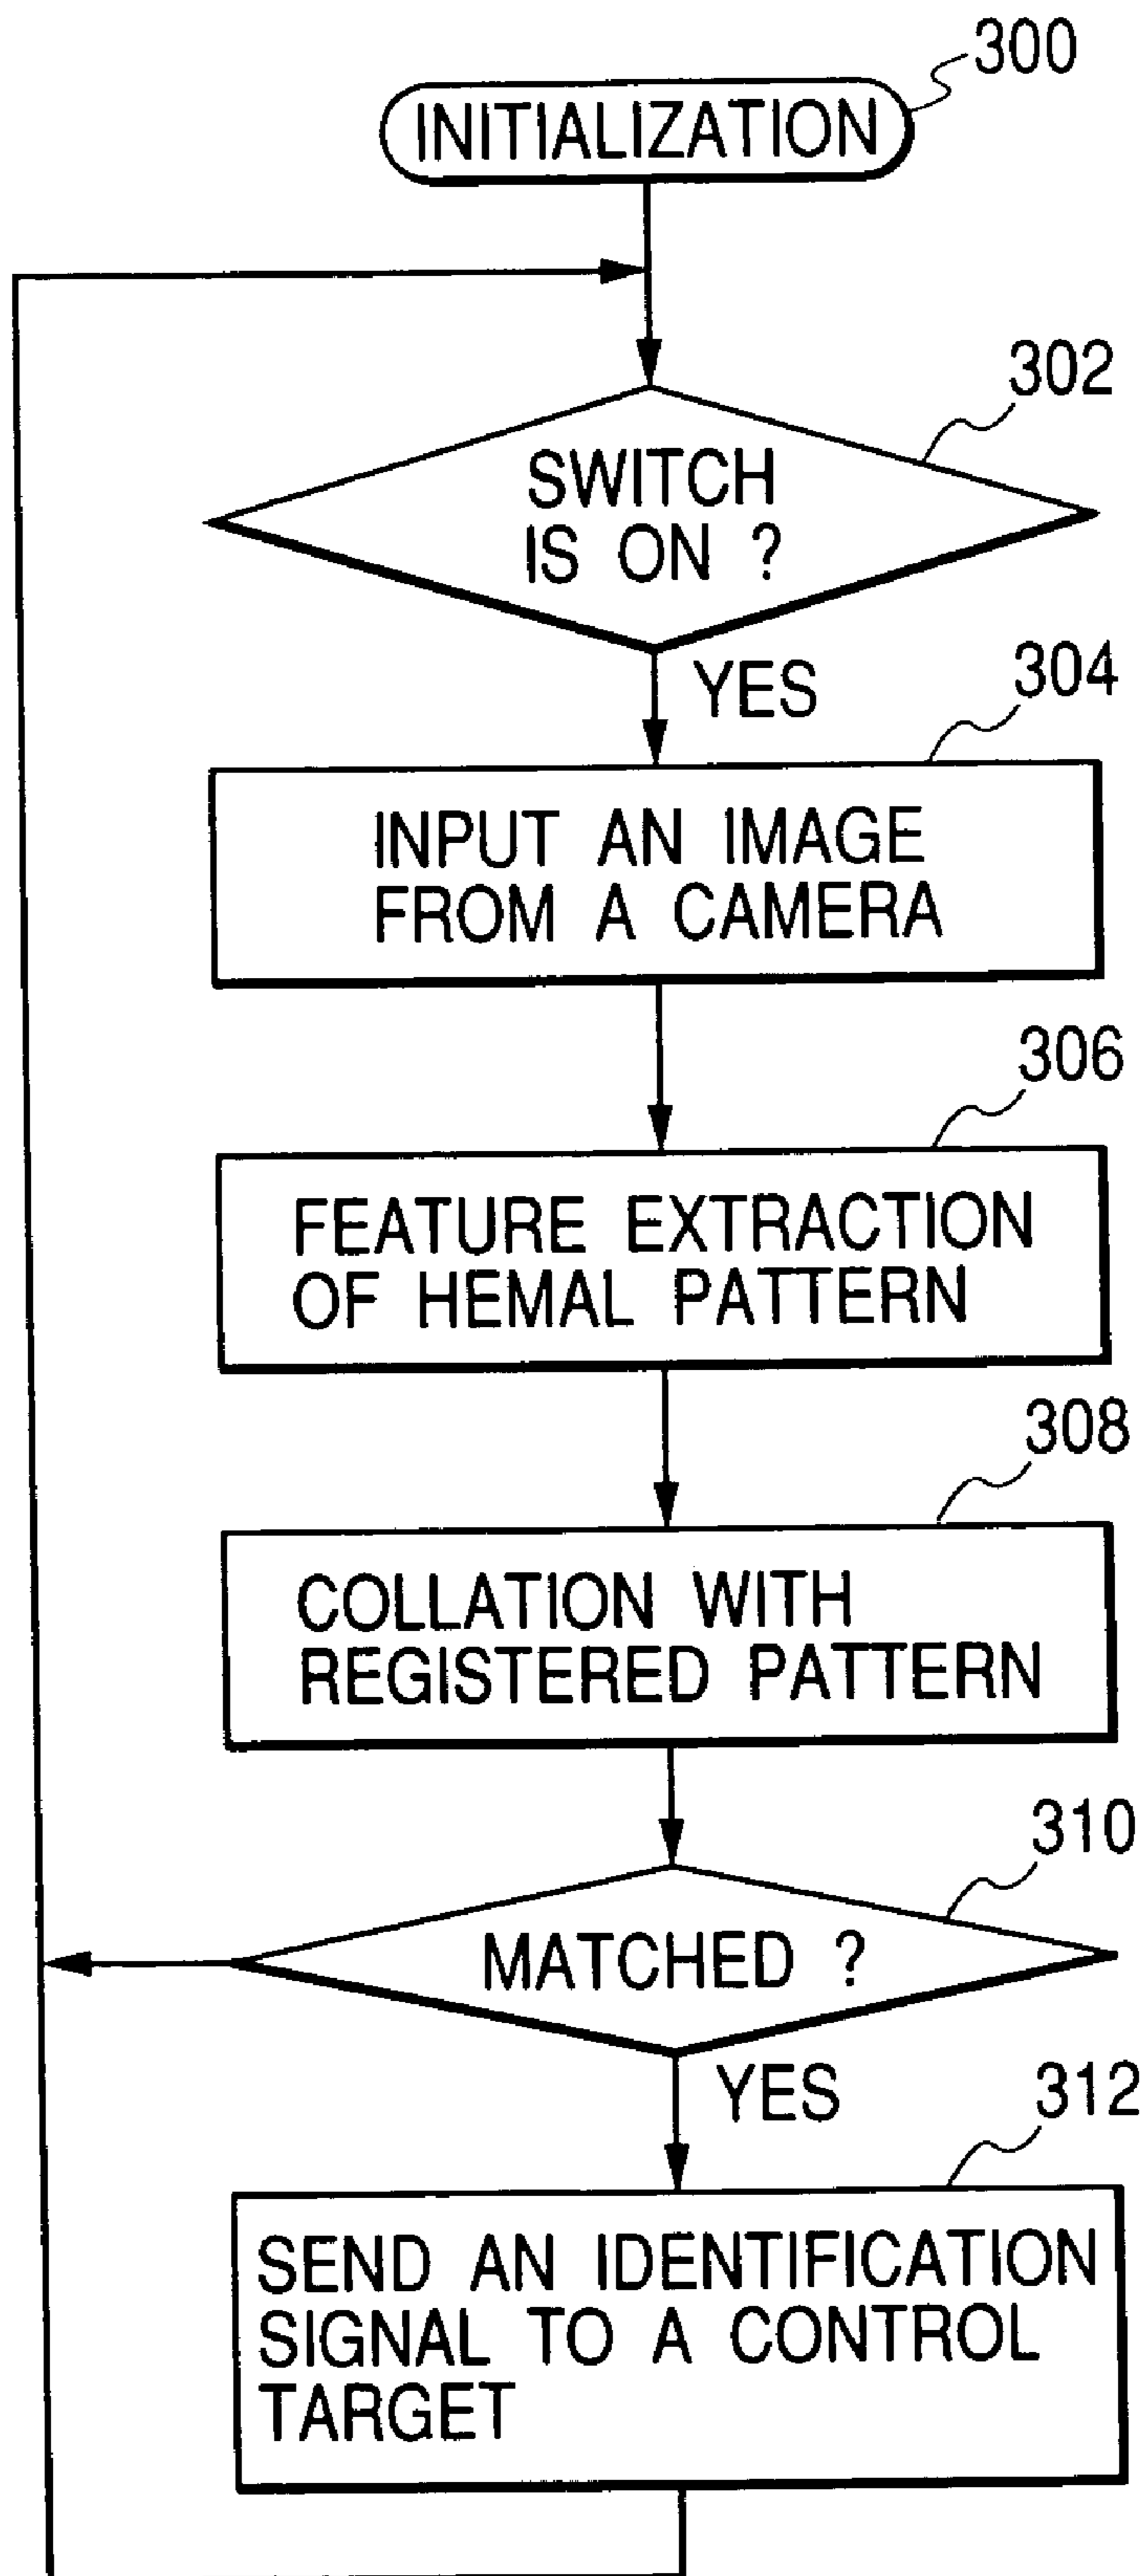 300
INITIALIZATION
302
SWITCH
IS ON ?
YES
304
INPUT AN IMAGE
FROM A CAMERA
306
FEATURE EXTRACTION
OF HEMAL PATTERN
308
COLLATION WITH
REGISTERED PATTERN
310
MATCHED ?
YES
312
SEND AN IDENTIFICATION
SIGNAL TO A CONTROL
TARGET